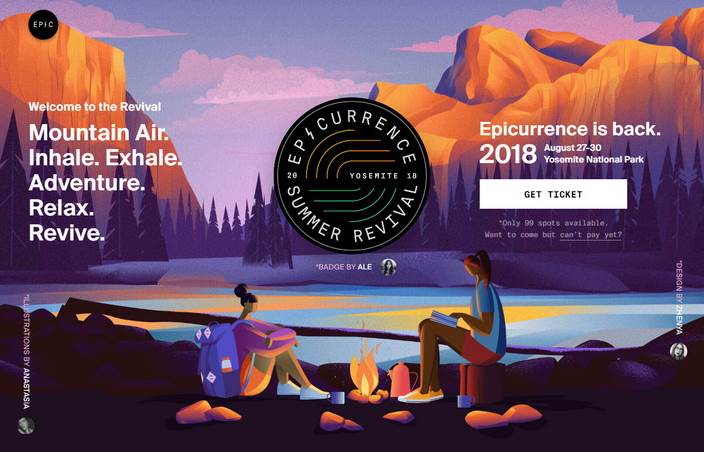 EPIC
Welcome to the Revival
Mountain Air.
Inhale. Exhale.
Adventure.
Relax.
Revive.
EPICURRENCE
20 YOSEMITE 18
SUMMER REVIVAL
*BADGE BY ALE
Epicurrence is back.
2018 August 27-30
Yosemite National Park
GET TICKET
*Only 99 spots available.
Want to come but can't pay yet?
*ILLUSTRATIONS BY ANASTASIA
*DESIGN BY ZHENYA